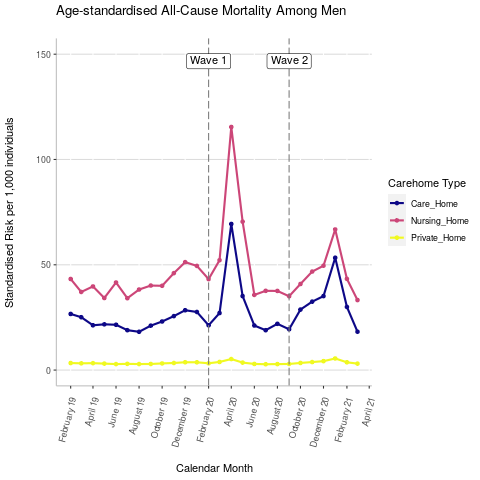 Age-standardised All-Cause Mortality Among Men
Standardised Risk per 1,000 individuals
150
100
50
0
Wave 1
Wave 2
February 19
April 19
June 19
August 19
October 19
December 19
February 20
April 20
June 20
August 20
October 20
December 20
February 21
April 21
Calendar Month
Carehome Type
Care_Home
Nursing_Home
Private_Home